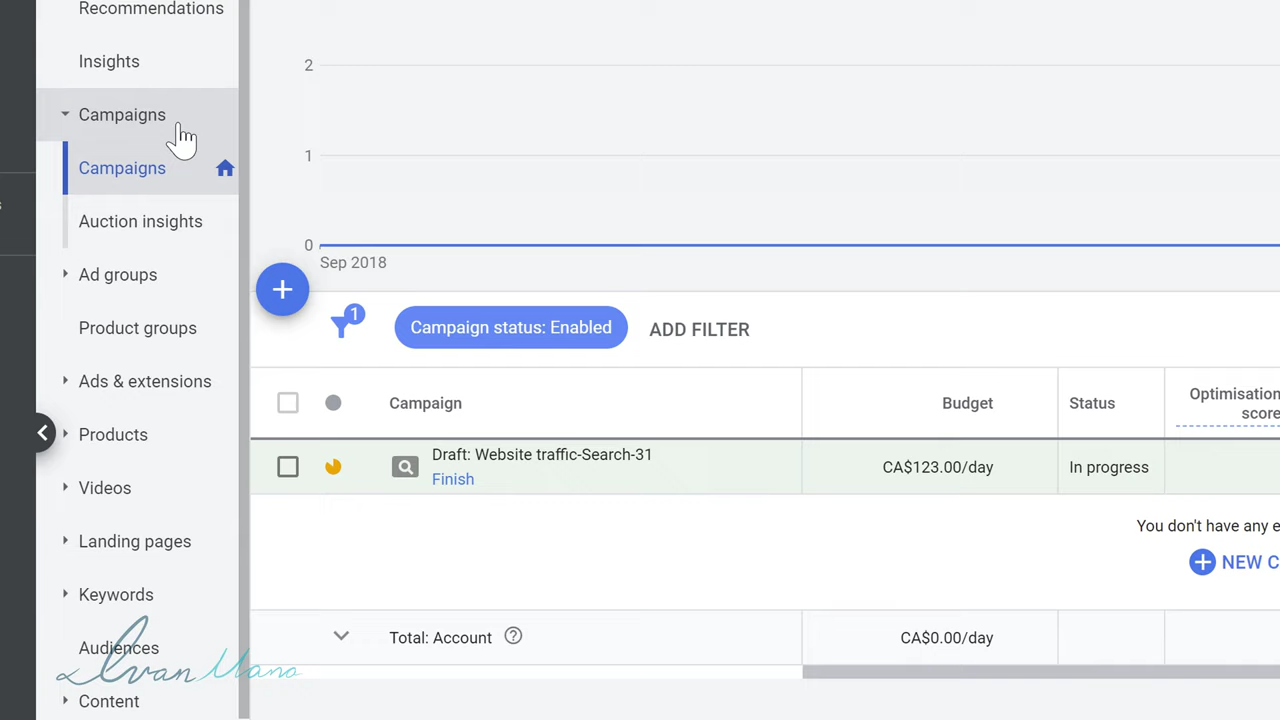 Recommendations
Insights
Campaigns
Campaigns
Auction insights
Ad groups
Product groups
Ads & extensions
Products
Videos
Landing pages
Keywords
Audiences
Content
2
1
0
Sep 2018
1
Campaign status: Enabled
ADD FILTER
Campaign
Budget
Status
Optimisation
score
Draft: Website traffic-Search-31
Finish
CA$123.00/day
In progress
You don't have any e
NEW C
Total: Account
CA$0.00/day
Ivan Mana
s